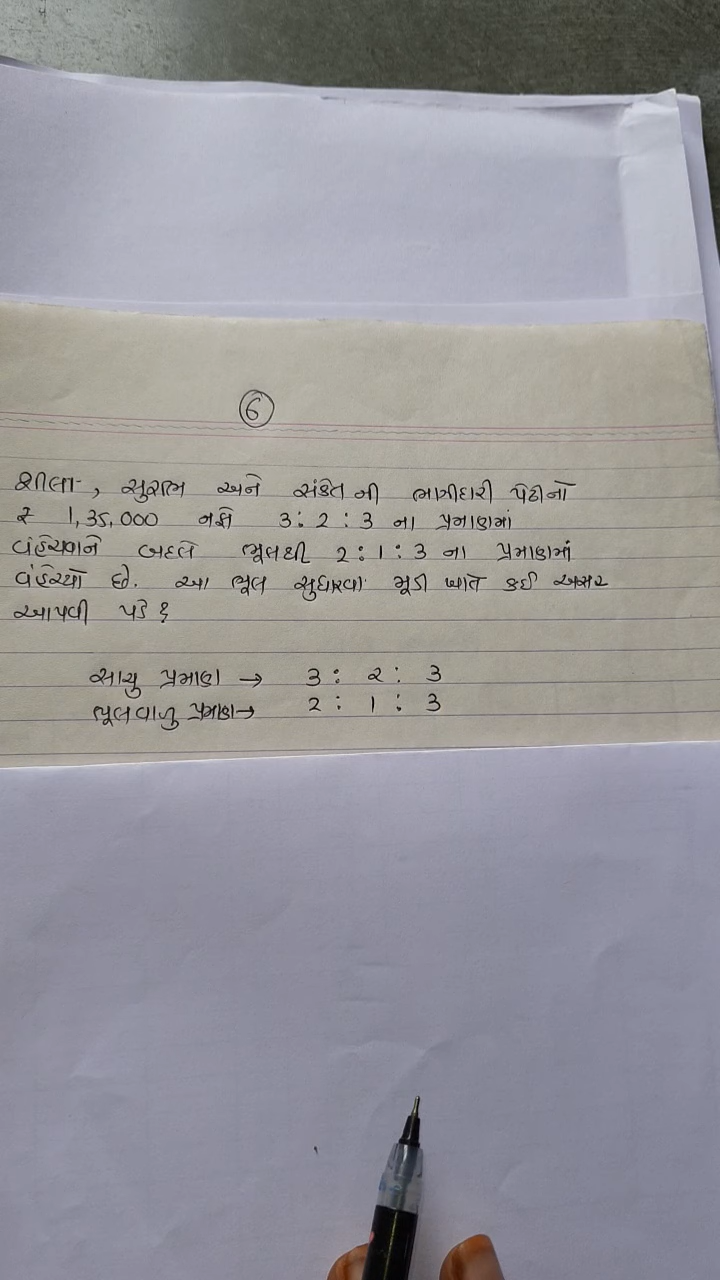 6
શીલા, સુરભ અને સંકેત ની ભાગીદારી પેઢીનો
₹ 1,35,000 નફો 3:2:3 ના પ્રમાણમાં
વહેંચવાને બદલે ભૂલથી 2:1:3 ના પ્રમાણમાં
વહેંચ્યો છે. આ ભૂલ સુધારવા મૂડી ખાતે કઈ અસર
આપવી પડે ?
સાચુ પ્રમાણ → 3 : 2 : 3
ભૂલવાળુ પ્રમાણ→ 2 : 1 : 3